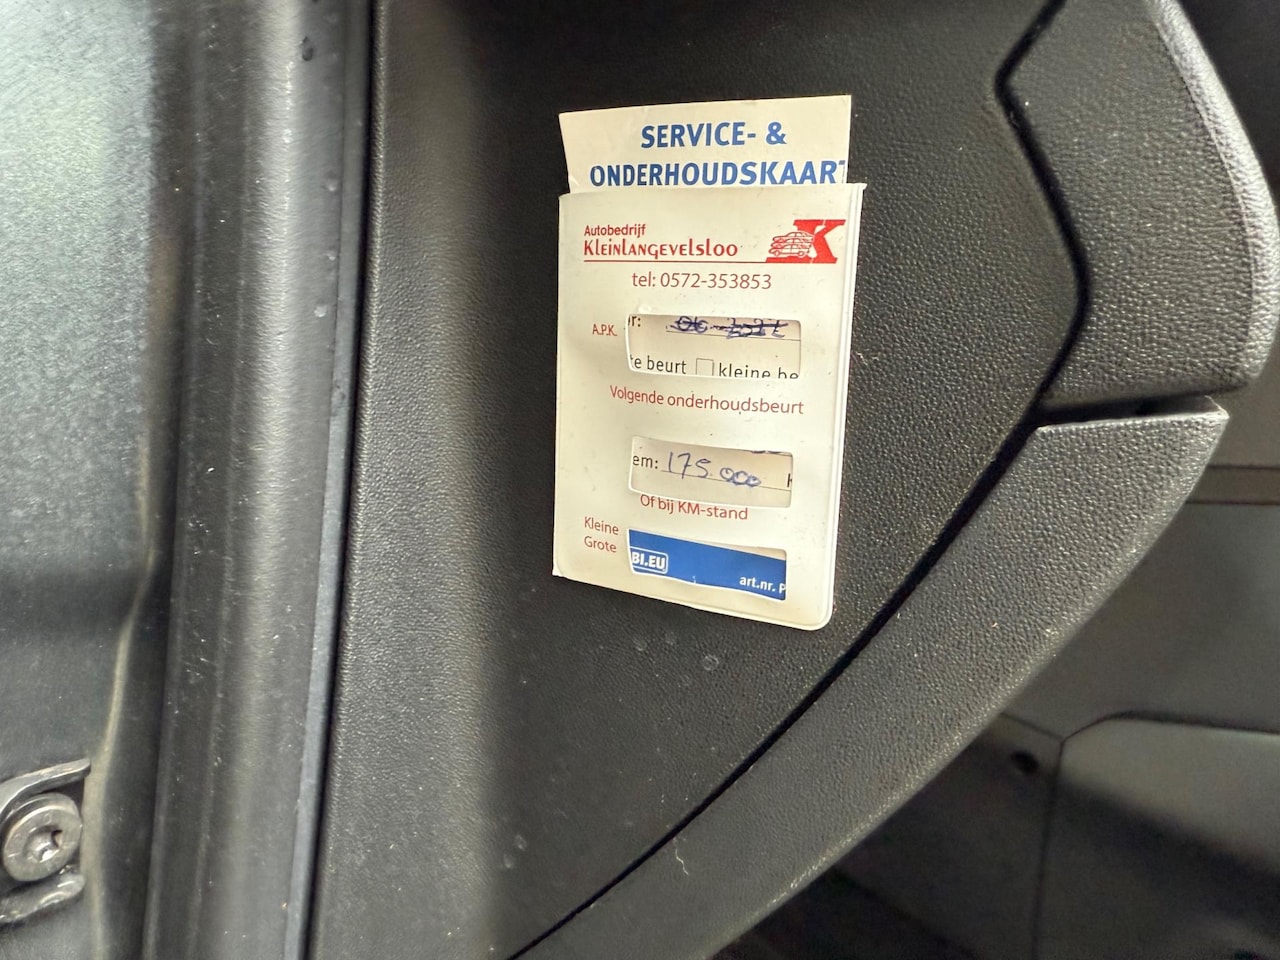 SERVICE- &
ONDERHOUDSKAART
Autobedrijf
Kleinlangevelsloo
K
tel: 0572-353853
A.P.K.
r:
te beurt kleine be
Volgende onderhoudsbeurt
em: 175.000 K
Of bij KM-stand
Kleine
Grote
BI.EU
art.nr. P